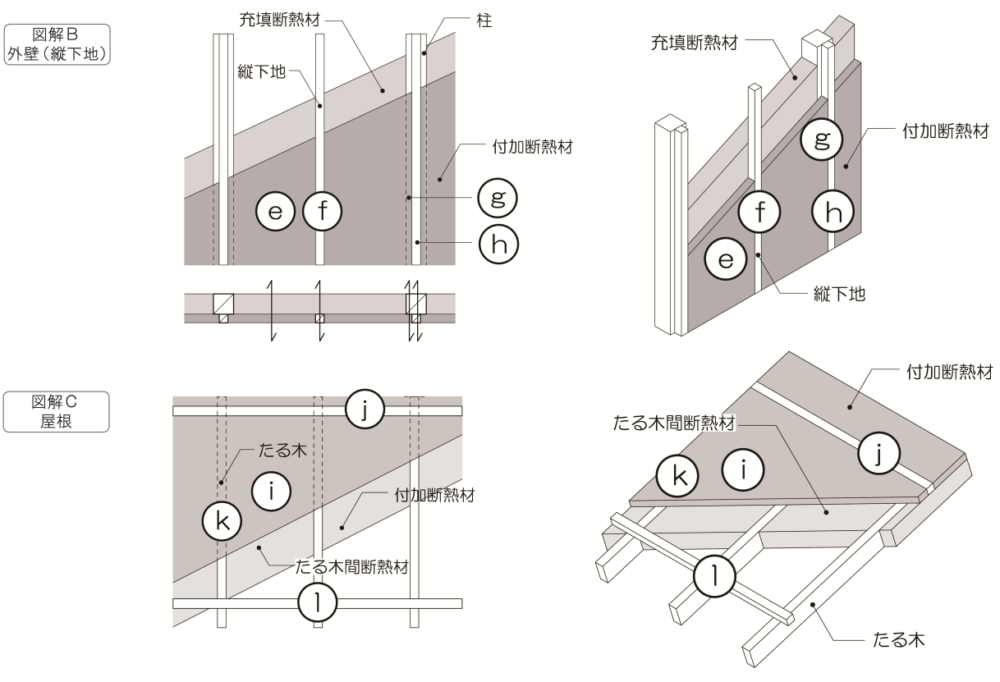 図解B
外壁（縦下地）
充填断熱材
柱
縦下地
付加断熱材
e
f
g
h
充填断熱材
付加断熱材
g
f
h
e
縦下地
図解C
屋根
j
たる木
i
k
付加断熱材
たる木間断熱材
l
付加断熱材
たる木間断熱材
j
k
i
l
たる木